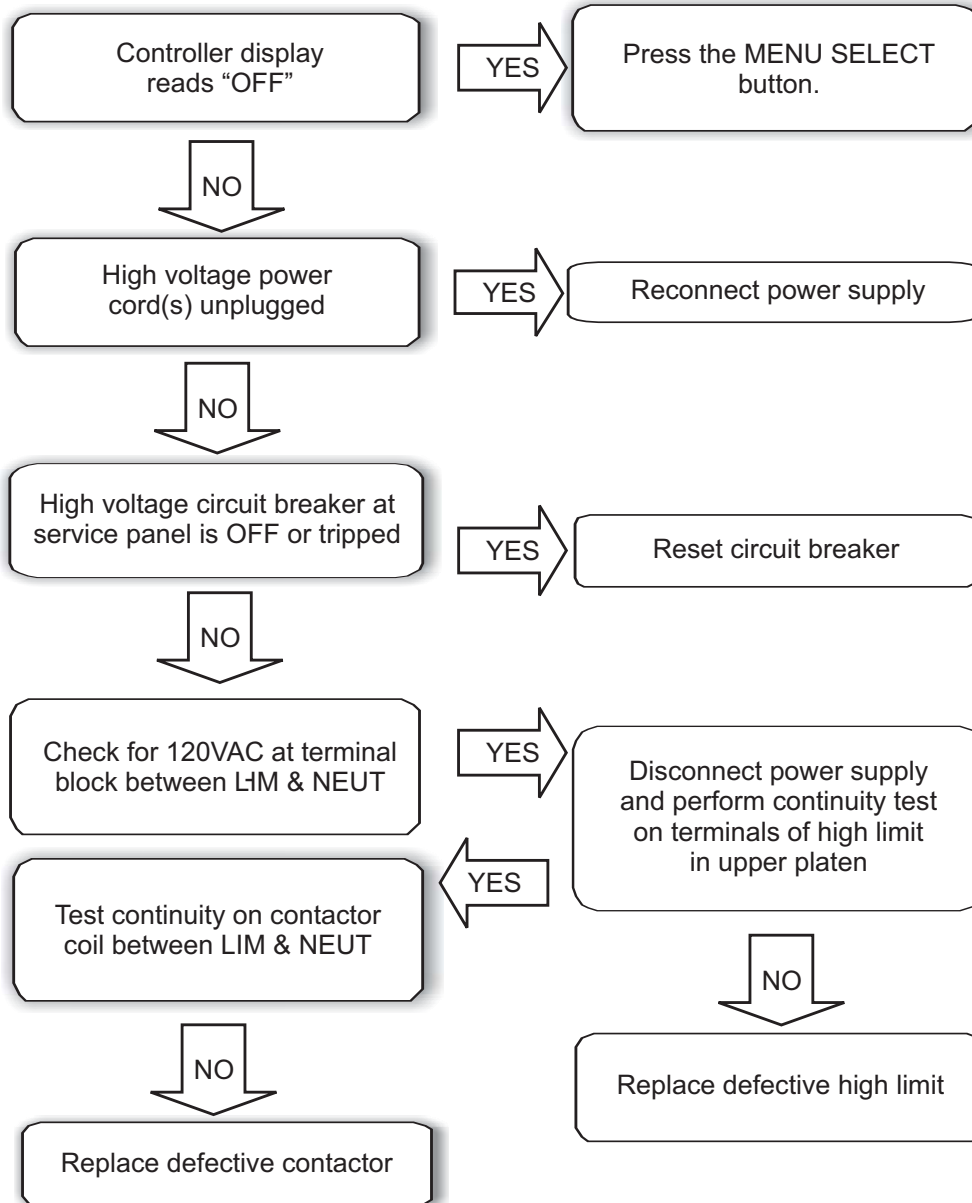 Controller display
reads “OFF”
YES
Press the MENU SELECT
button.
NO
High voltage power
cord(s) unplugged
YES
Reconnect power supply
NO
High voltage circuit breaker at
service panel is OFF or tripped
YES
Reset circuit breaker
NO
Check for 120VAC at terminal
block between L-IM & NEUT
YES
Disconnect power supply
and perform continuity test
on terminals of high limit
in upper platen
YES
Test continuity on contactor
coil between LIM & NEUT
NO
Replace defective high limit
NO
Replace defective contactor